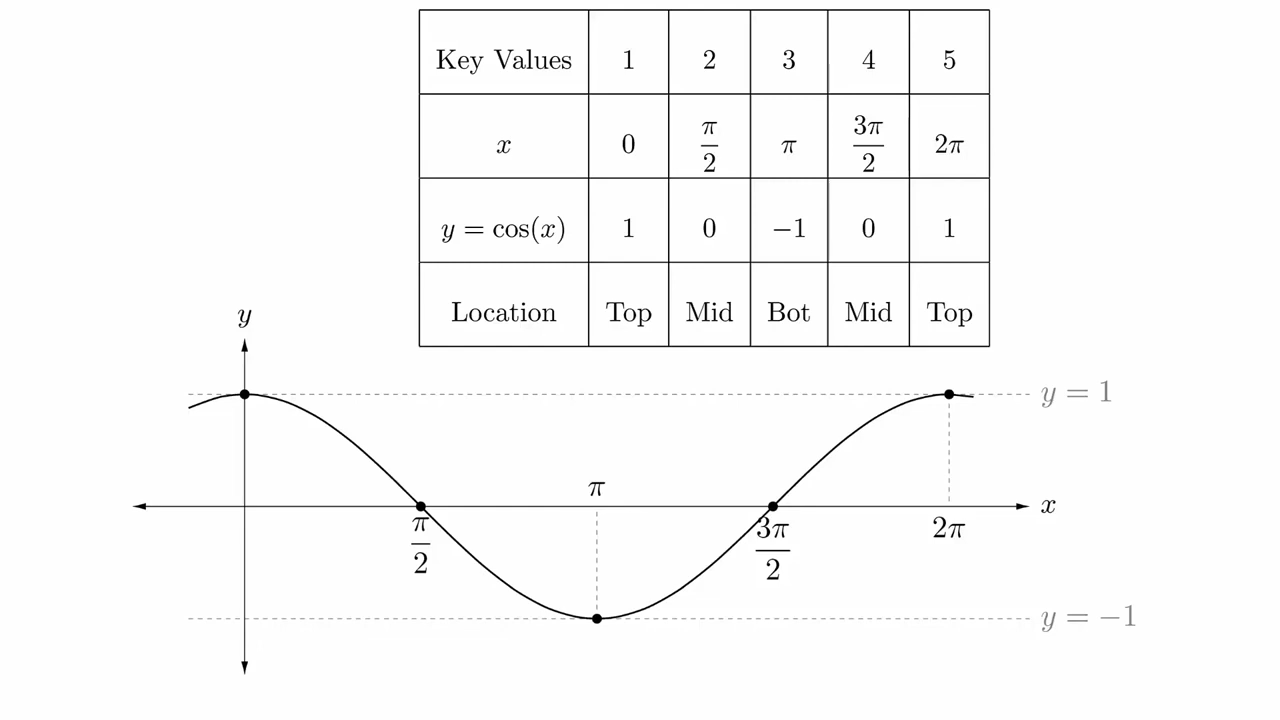 Key Values 1 2 3 4 5
x 0 π/2 π 3π/2 2π
y = cos(x) 1 0 −1 0 1
Location Top Mid Bot Mid Top
y
y = 1
π
x
π/2 3π/2 2π
y = −1